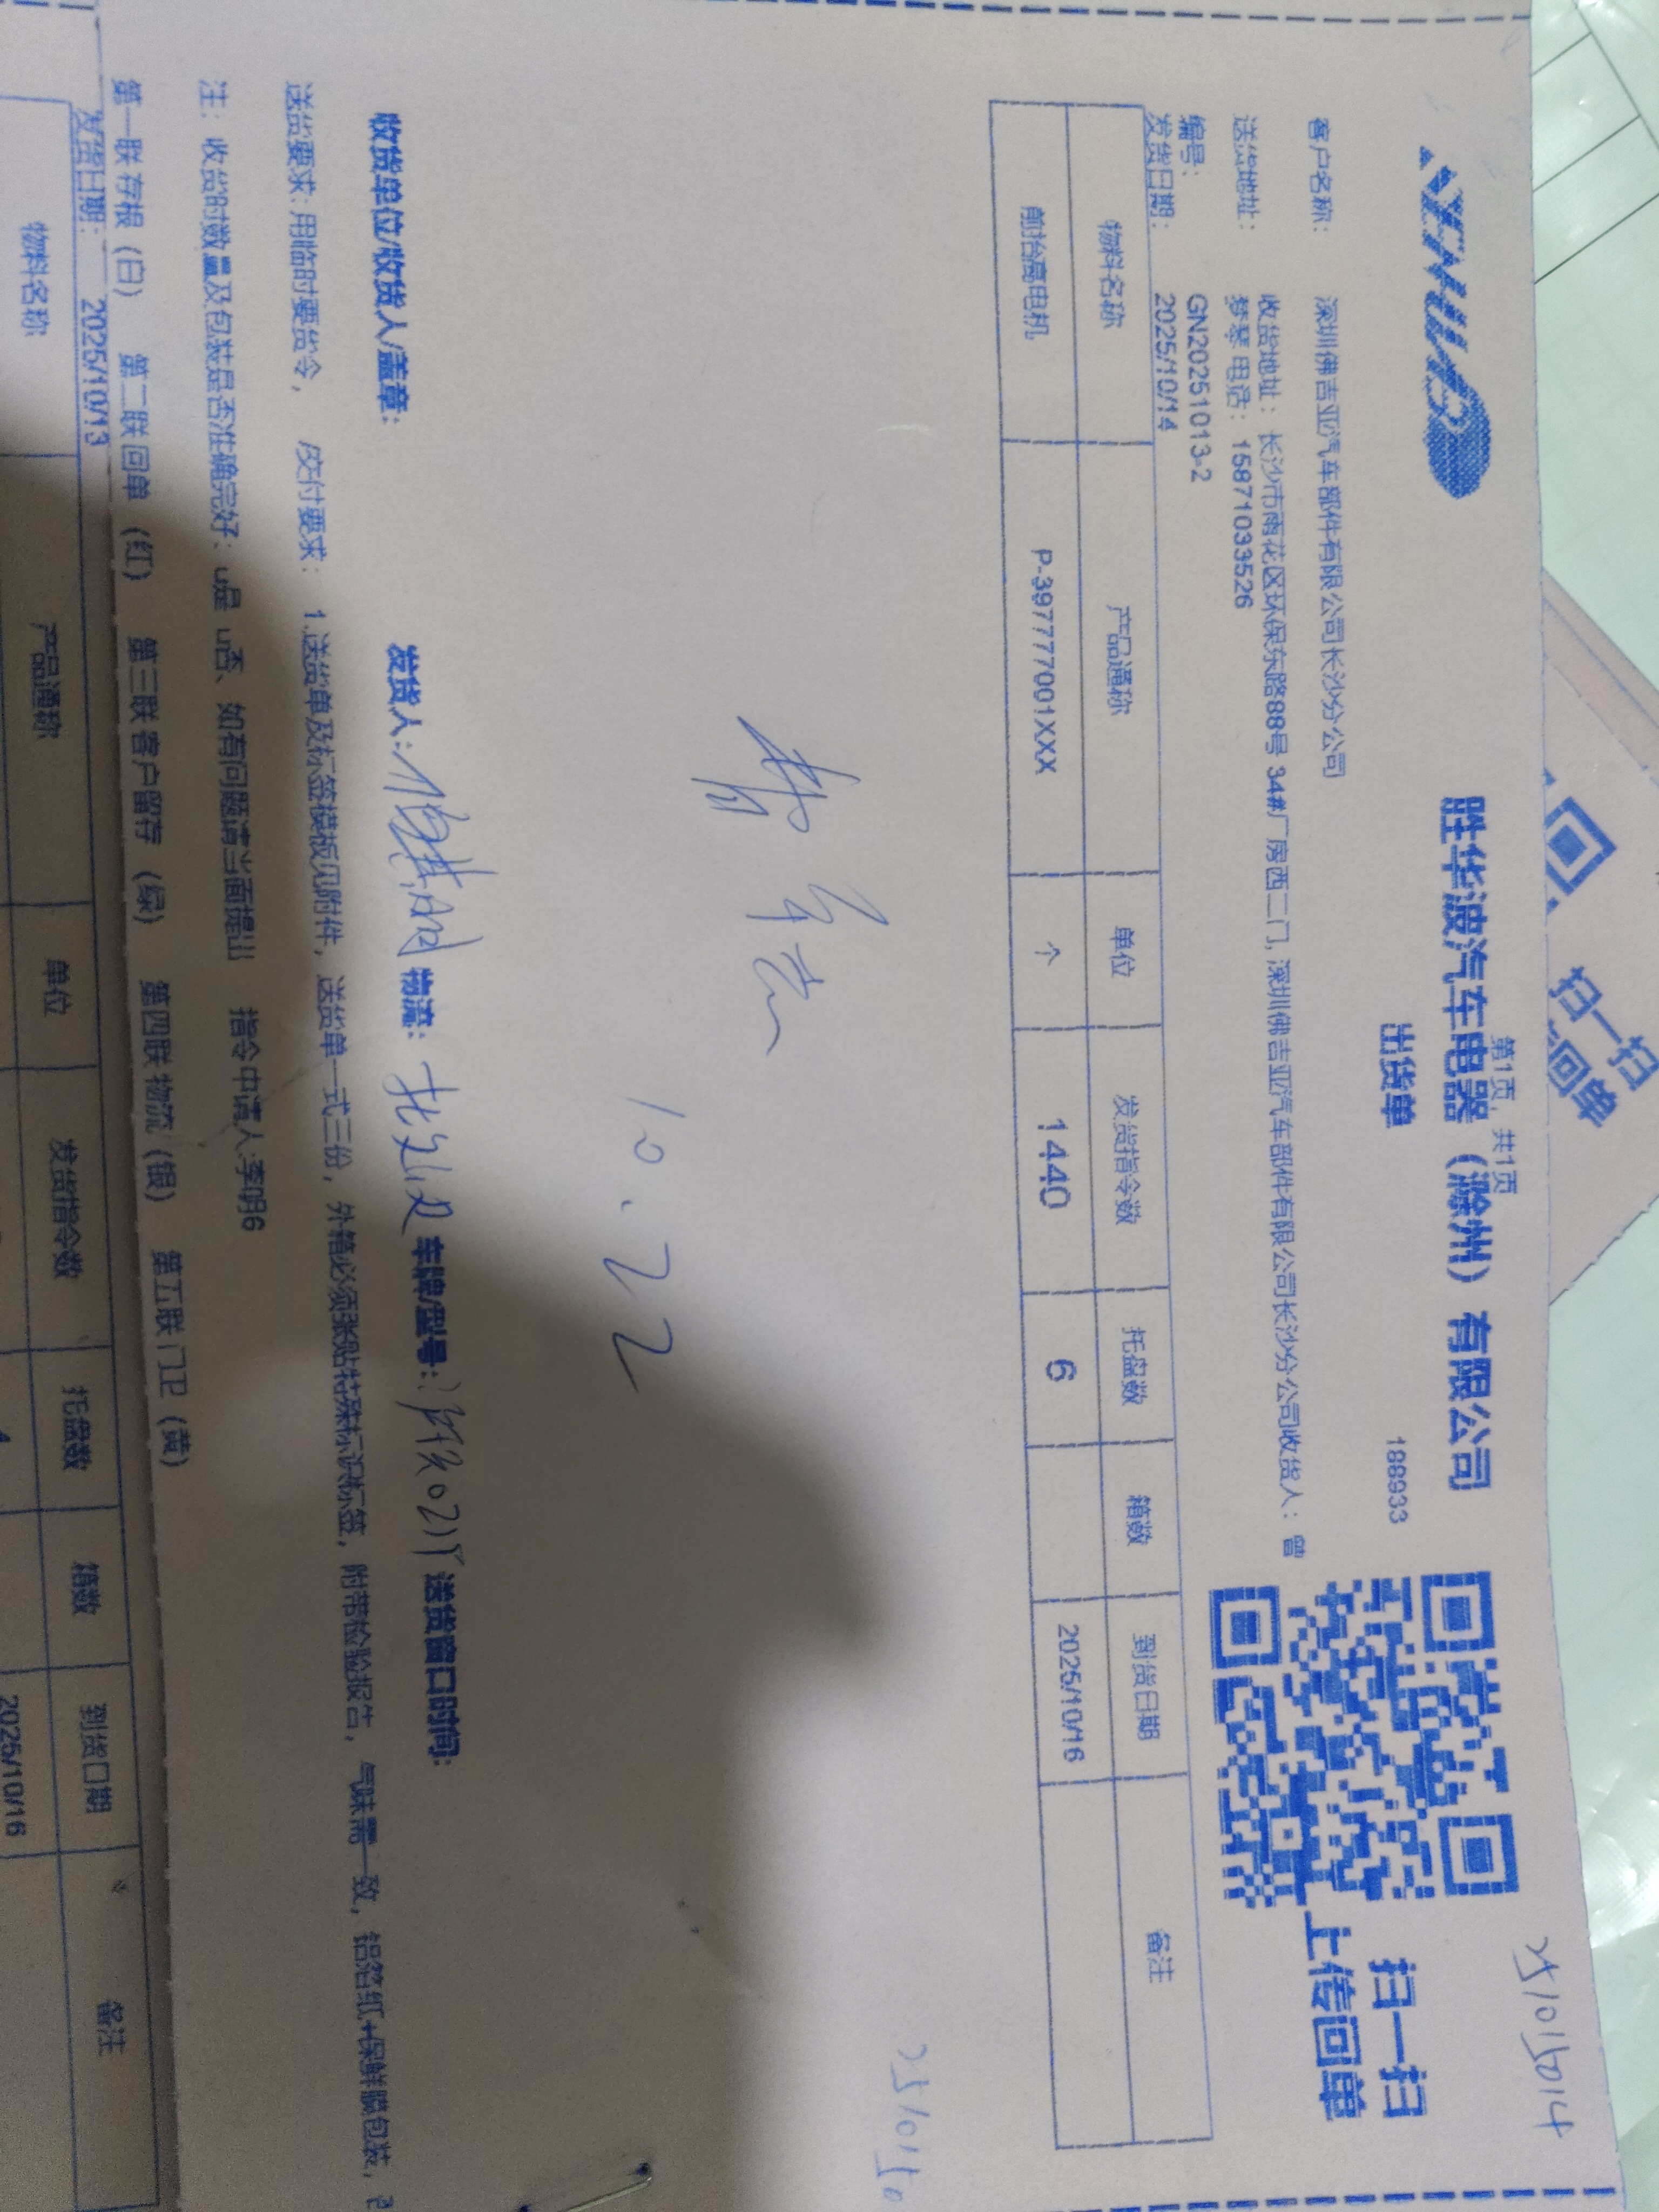 第1页，共1页
胜华波汽车电器（滁州）有限公司
出货单
188933
扫一扫
上传回单
251015014
客户名称： 深圳佛吉亚汽车部件有限公司长沙分公司
送货地址： 收货地址：长沙市雨花区环保东路88号 34#厂房西二门，深圳佛吉亚汽车部件有限公司长沙分公司收货人：曾
梦琴 电话：15871033526
编号： GN20251013-2
发货日期： 2025/10/14
物料名称 产品通称 单位 发货指令数 托盘数 箱数 到货日期 备注
前抬高电机 P-397777001XXX 个 1440 6 2025/10/16
10.22
收货单位/收货人/盖章： 发货人： 物流： 车牌/型号： 送货窗口时间：
送货要求：用临时要货令， /交付要求： 1.送货单及标签模板见附件，送货单一式三份，外箱必须张贴特殊标识标签，附带检验报告，气味需一致，铝箔纸+保鲜膜包装，
注： 收货时数量及包装是否准确完好：u是 u否、如有问题请当面提出 指令申请人:李明6
第一联存根（白） 第二联回单（红） 第三联客户留存（绿） 第四联物流（银） 第五联门卫（黄）
发货日期： 2025/10/13
物料名称 产品通称 单位 发货指令数 托盘数 箱数 到货日期 备注
2025/10/16
扫一扫
回单